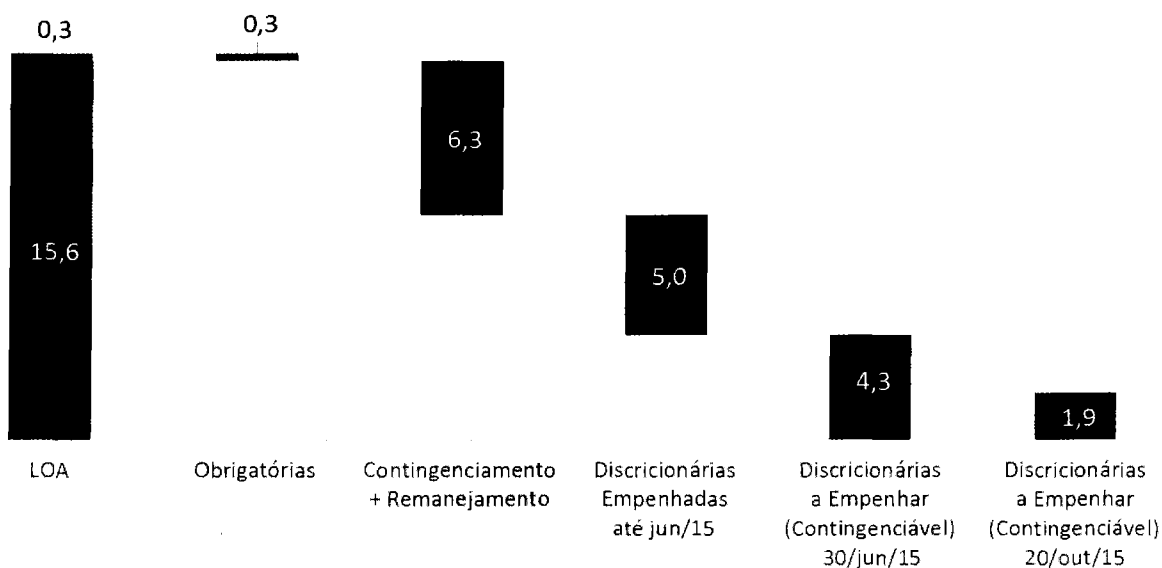 0,3
0,3
6,3
15,6
5,0
4,3
1,9
LOA
Obrigatórias
Contingenciamento
+ Remanejamento
Discricionárias
Empenhadas
até jun/15
Discricionárias
a Empenhar
(Contingenciável)
30/jun/15
Discricionárias
a Empenhar
(Contingenciável)
20/out/15